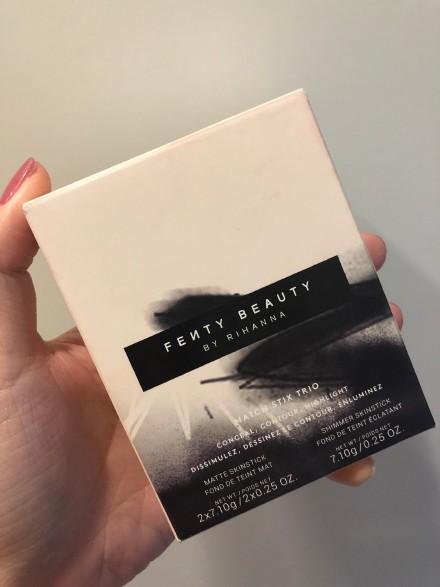 FEИTY BEAUTY
BY RIHANNA
MATCH STIX TRIO
CONCEAL, CONTOUR, HIGHLIGHT
DISSIMULEZ, DESSINEZ LE CONTOUR, ENLUMINEZ
MATTE SKINSTICK
FOND DE TEINT MAT
NET WT./POIDS NET
2x7.10g/2x0.25 OZ.
SHIMMER SKINSTICK
FOND DE TEINT ÉCLATANT
NET WT./POIDS NET
7.10g/0.25 OZ.